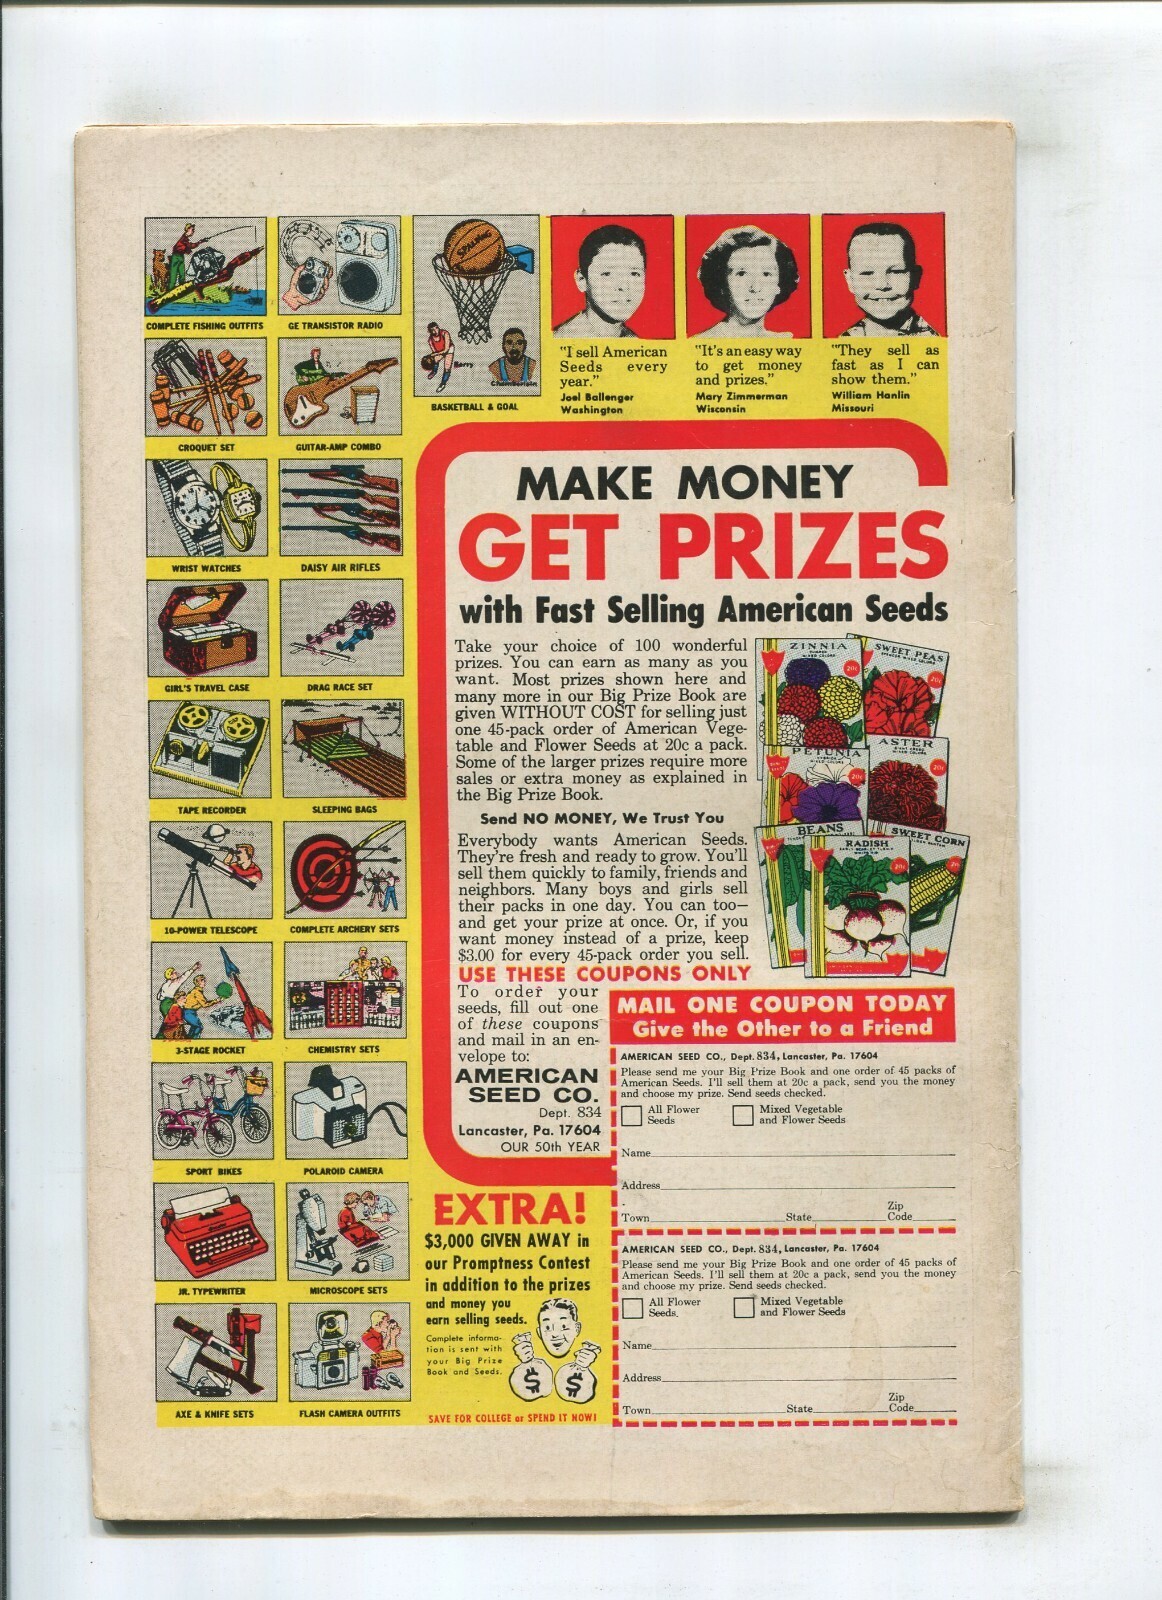 COMPLETE FISHING OUTFITS
GE TRANSISTOR RADIO
SPALDING
Barry
Chamberlain
BASKETBALL & GOAL
CROQUET SET
GUITAR-AMP COMBO
WRIST WATCHES
DAISY AIR RIFLES
GIRL'S TRAVEL CASE
DRAG RACE SET
TAPE RECORDER
SLEEPING BAGS
10-POWER TELESCOPE
COMPLETE ARCHERY SETS
3-STAGE ROCKET
CHEMISTRY SETS
SPORT BIKES
POLAROID CAMERA
JR. TYPEWRITER
MICROSCOPE SETS
AXE & KNIFE SETS
FLASH CAMERA OUTFITS
"I sell American
Seeds every
year."
Joel Ballenger
Washington
"It's an easy way
to get money
and prizes."
Mary Zimmerman
Wisconsin
"They sell as
fast as I can
show them."
William Hanlin
Missouri
MAKE MONEY
GET PRIZES
with Fast Selling American Seeds
Take your choice of 100 wonderful
prizes. You can earn as many as you
want. Most prizes shown here and
many more in our Big Prize Book are
given WITHOUT COST for selling just
one 45-pack order of American Vege-
table and Flower Seeds at 20c a pack.
Some of the larger prizes require more
sales or extra money as explained in
the Big Prize Book.
Send NO MONEY, We Trust You
Everybody wants American Seeds.
They're fresh and ready to grow. You'll
sell them quickly to family, friends and
neighbors. Many boys and girls sell
their packs in one day. You can too—
and get your prize at once. Or, if you
want money instead of a prize, keep
$3.00 for every 45-pack order you sell.
USE THESE COUPONS ONLY
To order your
seeds, fill out one
of these coupons
and mail in an en-
velope to:
AMERICAN
SEED CO.
Dept. 834
Lancaster, Pa. 17604
OUR 50th YEAR
ZINNIA
MIXED COLORS
20¢
SWEET PEAS
MIXED COLORS
20¢
PETUNIA
MIXED COLORS
20¢
ASTER
MIXED COLORS
20¢
BEANS
RADISH
20¢
SWEET CORN
20¢
MAIL ONE COUPON TODAY
Give the Other to a Friend
AMERICAN SEED CO., Dept. 834, Lancaster, Pa. 17604
Please send me your Big Prize Book and one order of 45 packs of
American Seeds. I'll sell them at 20c a pack, send you the money
and choose my prize. Send seeds checked.
All Flower
Seeds
Mixed Vegetable
and Flower Seeds
Name
Address
Town State Zip Code
AMERICAN SEED CO., Dept. 834, Lancaster, Pa. 17604
Please send me your Big Prize Book and one order of 45 packs of
American Seeds. I'll sell them at 20c a pack, send you the money
and choose my prize. Send seeds checked.
All Flower
Seeds.
Mixed Vegetable
and Flower Seeds
Name
Address
Town State Zip Code
EXTRA!
$3,000 GIVEN AWAY in
our Promptness Contest
in addition to the prizes
and money you
earn selling seeds.
Complete informa-
tion is sent with
your Big Prize
Book and Seeds.
$ $
SAVE FOR COLLEGE or SPEND IT NOW!